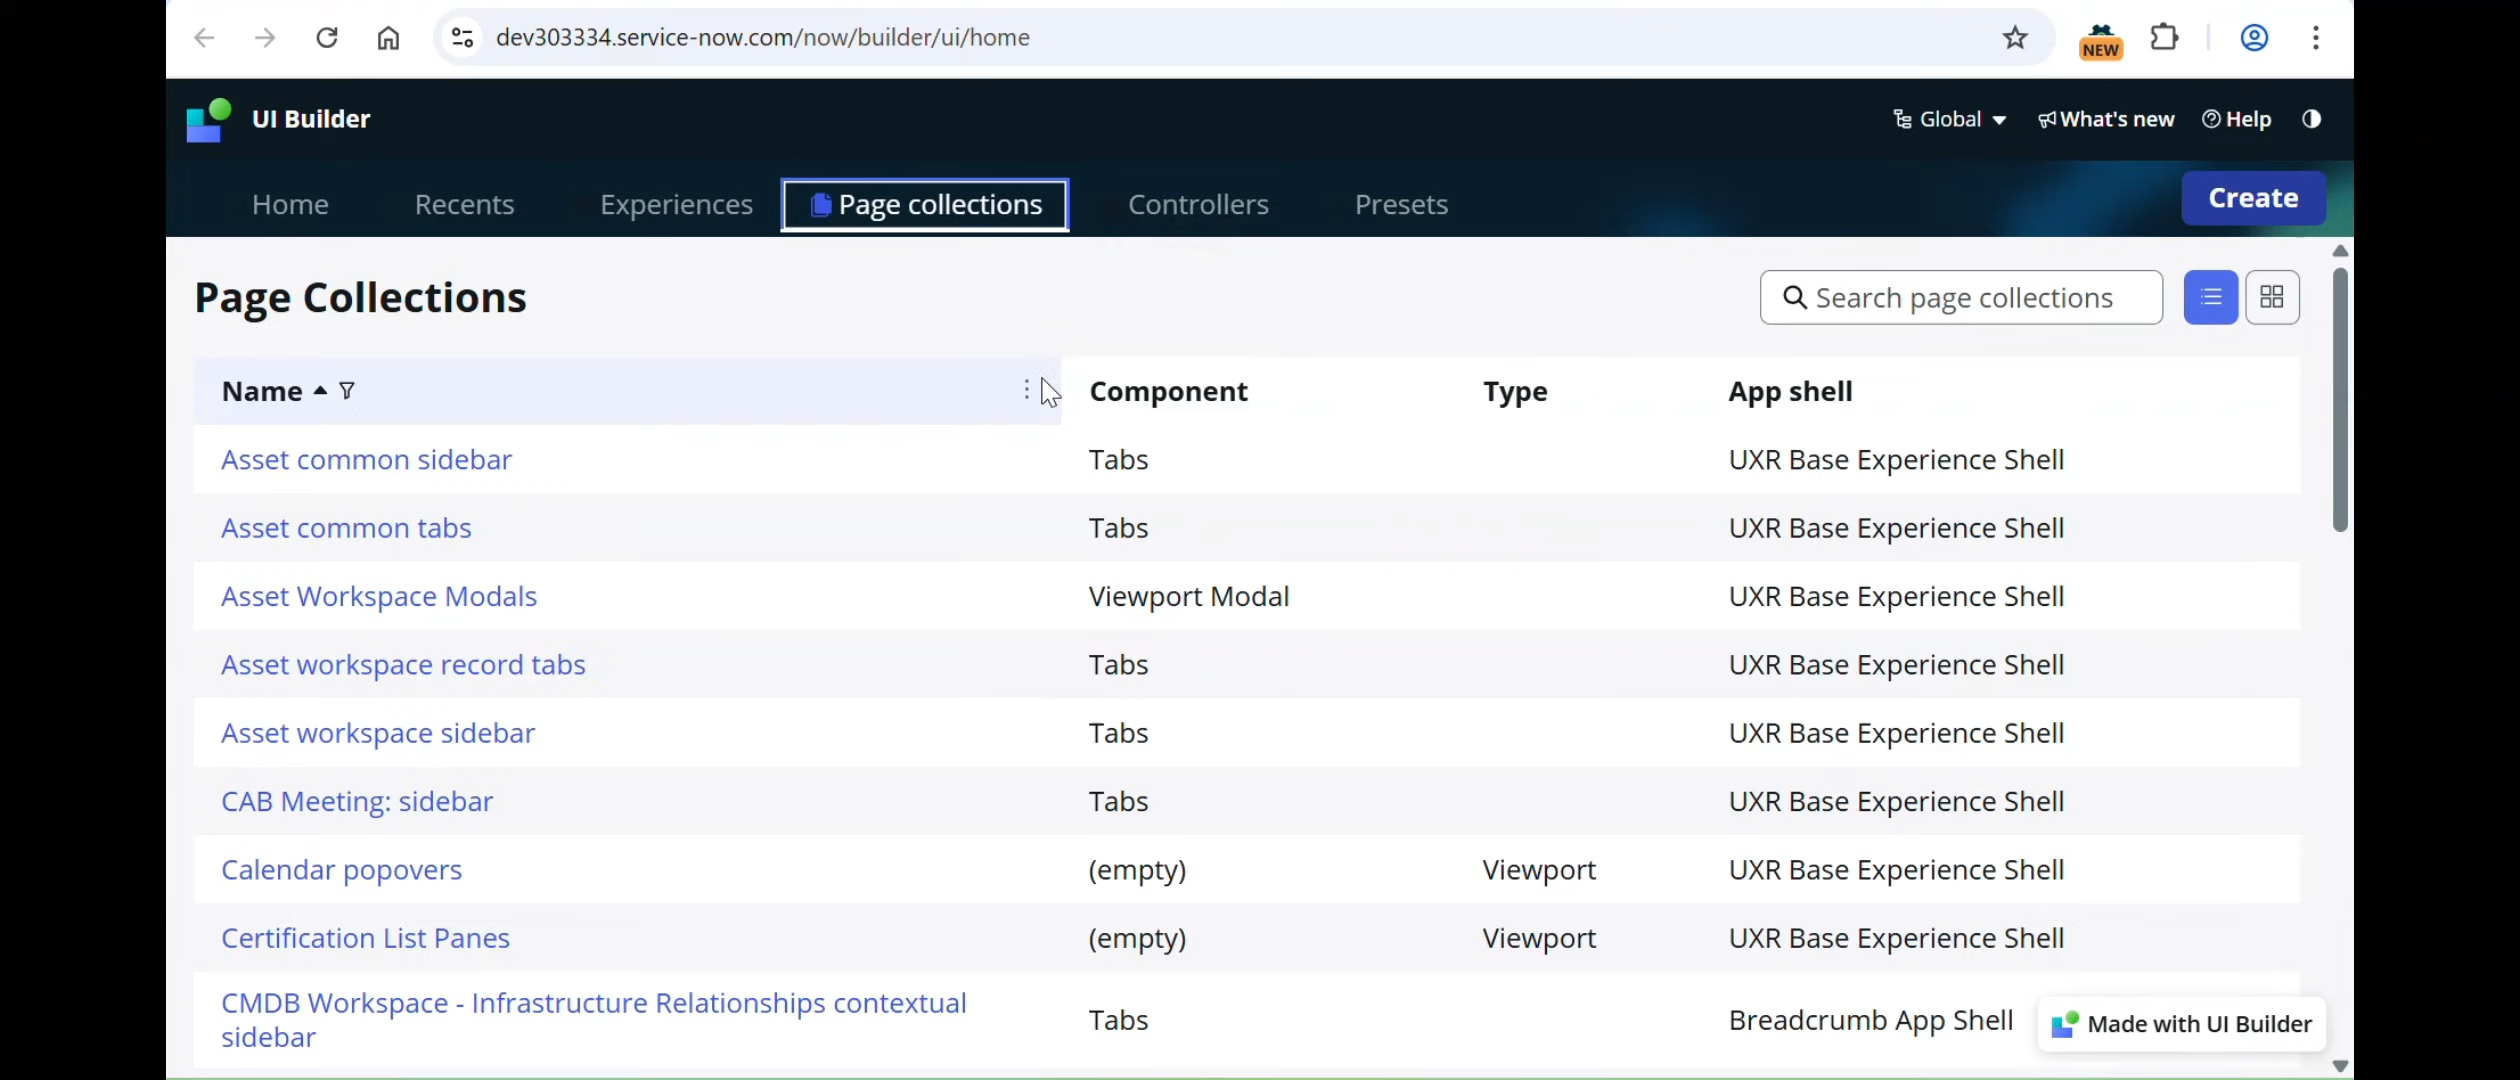 dev303334.service-now.com/now/builder/ui/home
NEW
UI Builder
Global
What's new
Help
Home
Recents
Experiences
Page collections
Controllers
Presets
Create
Page Collections
Search page collections
Name Component Type App shell
Asset common sidebar Tabs UXR Base Experience Shell
Asset common tabs Tabs UXR Base Experience Shell
Asset Workspace Modals Viewport Modal UXR Base Experience Shell
Asset workspace record tabs Tabs UXR Base Experience Shell
Asset workspace sidebar Tabs UXR Base Experience Shell
CAB Meeting: sidebar Tabs UXR Base Experience Shell
Calendar popovers (empty) Viewport UXR Base Experience Shell
Certification List Panes (empty) Viewport UXR Base Experience Shell
CMDB Workspace - Infrastructure Relationships contextual
sidebar
Tabs Breadcrumb App Shell
Made with UI Builder